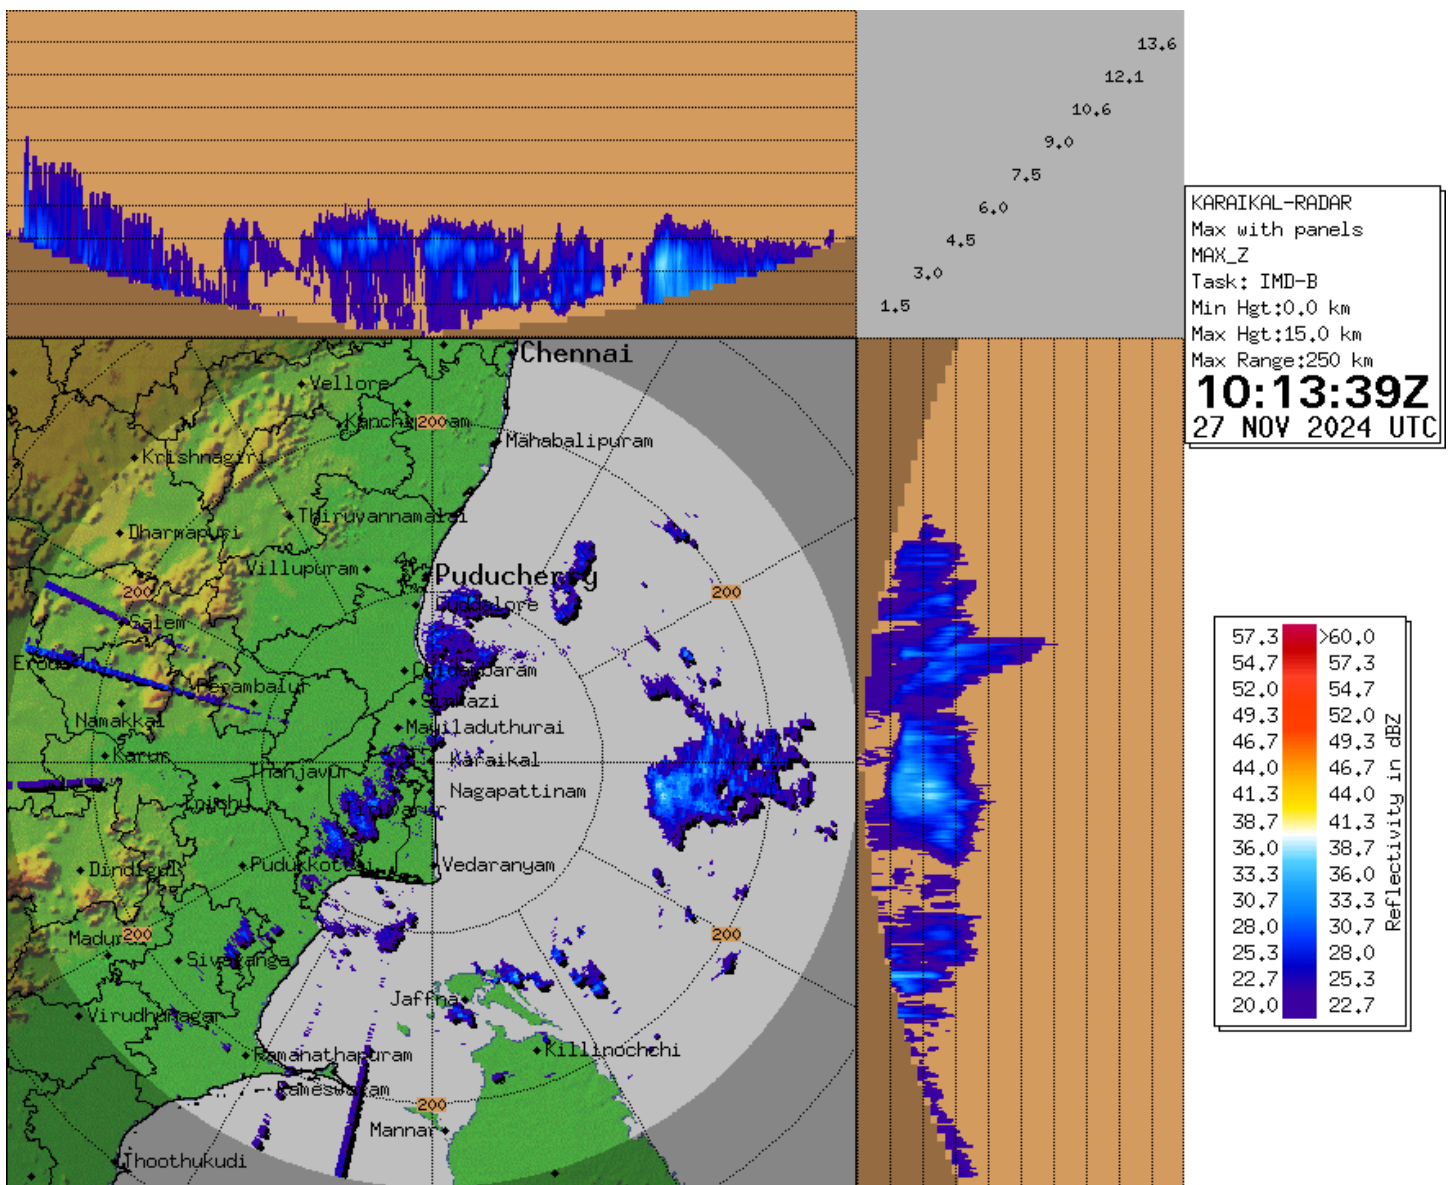 13.6
12.1
10.6
9.0
7.5
6.0
4.5
3.0
1.5
KARAIKAL-RADAR
Max with panels
MAX_Z
Task: IMD-B
Min Hgt:0.0 km
Max Hgt:15.0 km
Max Range:250 km
10:13:39Z
27 NOV 2024 UTC
Chennai
Vellore
200
Mahabalipuram
Krishnagiri
Thiruvannamalai
Dharmapuri
Villupuram
Puducherry
200
200
Cuddalore
Salem
Erode
Chidambaram
Perambalur
Sirkazi
Namakkal
Mayiladuthurai
Karur
Karaikal
Thanjavur
Nagapattinam
Tiruvarur
Pudukkottai
Vedaranyam
Dindigul
200
200
Sivaganga
Jaffna
Virudhunagar
Killinochchi
Ramanathapuram
Rameswaram
200
Mannar
Thoothukudi
57.3 >60.0
54.7 57.3
52.0 54.7
49.3 52.0
46.7 49.3
44.0 46.7
41.3 44.0
38.7 41.3
36.0 38.7
33.3 36.0
30.7 33.3
28.0 30.7
25.3 28.0
22.7 25.3
20.0 22.7
Reflectivity in dBZ